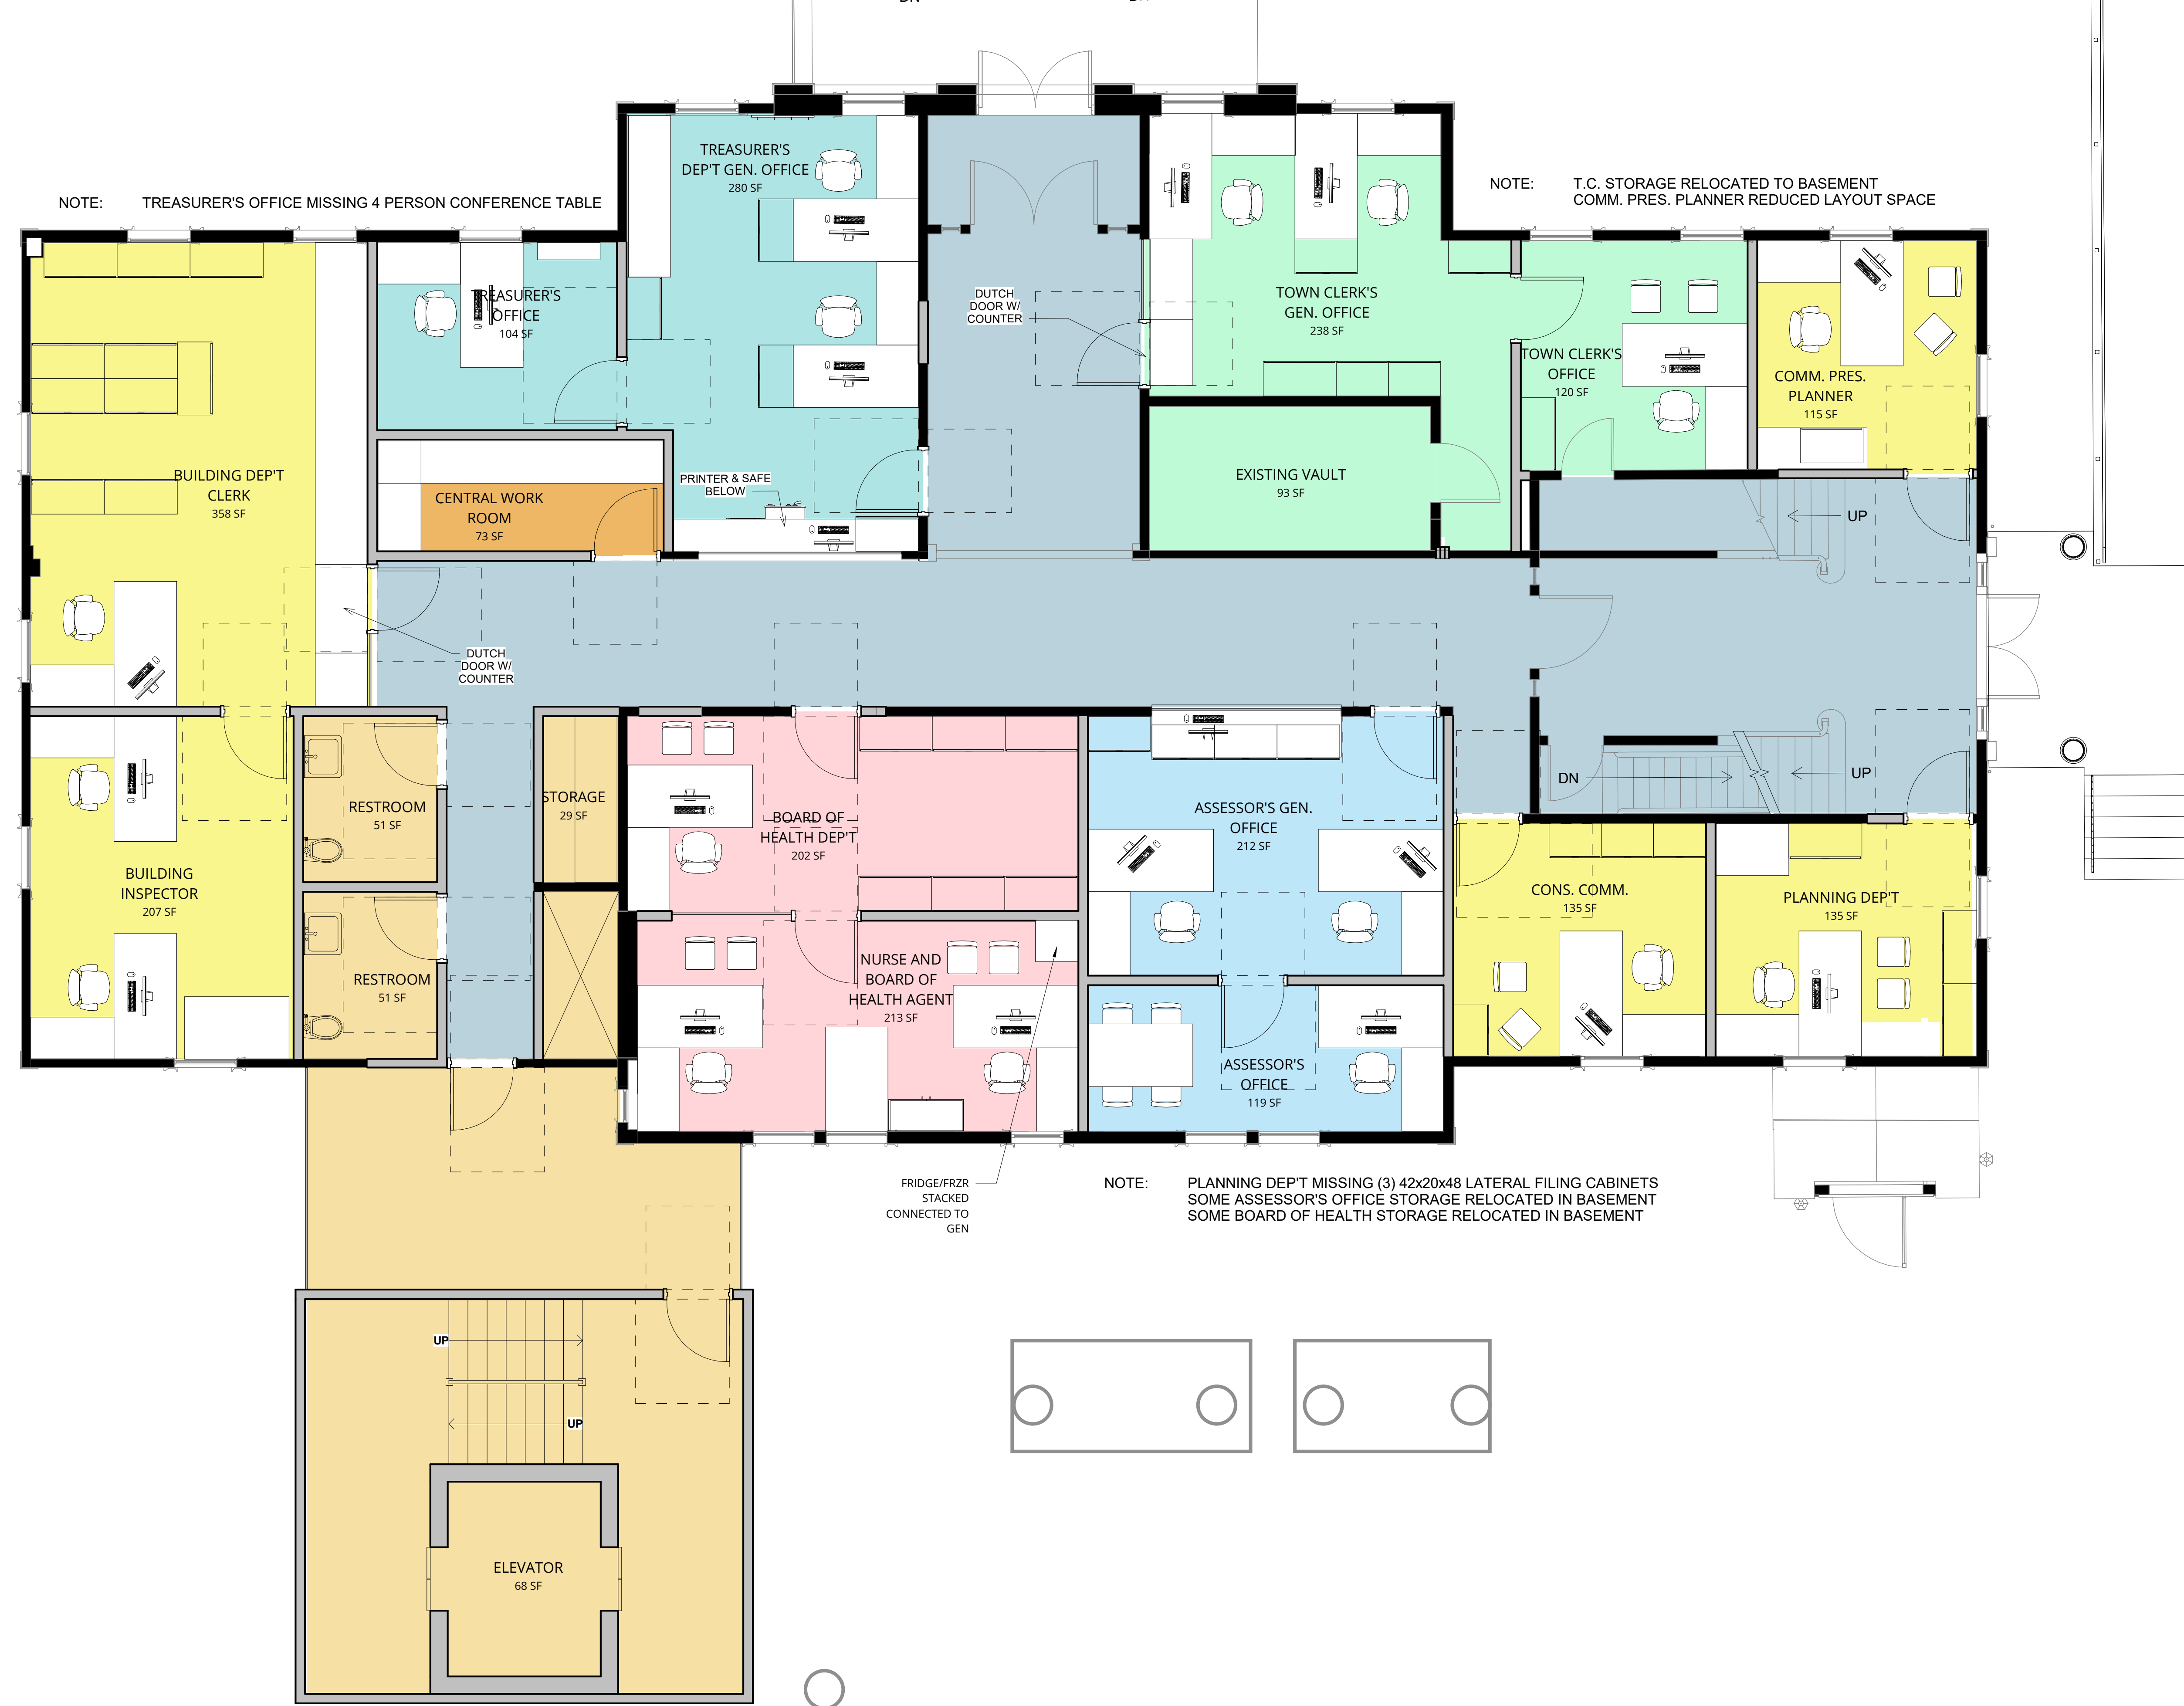 DN
TREASURER'S
DEP'T GEN. OFFICE
280 SF
NOTE: T.C. STORAGE RELOCATED TO BASEMENT
COMM. PRES. PLANNER REDUCED LAYOUT SPACE
NOTE: TREASURER'S OFFICE MISSING 4 PERSON CONFERENCE TABLE
TREASURER'S
OFFICE
104 SF
DUTCH
DOOR W/
COUNTER
TOWN CLERK'S
GEN. OFFICE
238 SF
TOWN CLERK'S
OFFICE
120 SF
COMM. PRES.
PLANNER
115 SF
BUILDING DEP'T
CLERK
358 SF
CENTRAL WORK
ROOM
73 SF
PRINTER & SAFE
BELOW
EXISTING VAULT
93 SF
UP
DUTCH
DOOR W/
COUNTER
DN
UP
RESTROOM
51 SF
STORAGE
29 SF
BOARD OF
HEALTH DEP'T
202 SF
ASSESSOR'S GEN.
OFFICE
212 SF
BUILDING
INSPECTOR
207 SF
CONS. COMM.
135 SF
PLANNING DEP'T
135 SF
RESTROOM
51 SF
NURSE AND
BOARD OF
HEALTH AGENT
213 SF
ASSESSOR'S
OFFICE
119 SF
FRIDGE/FRZR
STACKED
CONNECTED TO
GEN
NOTE: PLANNING DEP'T MISSING (3) 42x20x48 LATERAL FILING CABINETS
SOME ASSESSOR'S OFFICE STORAGE RELOCATED IN BASEMENT
SOME BOARD OF HEALTH STORAGE RELOCATED IN BASEMENT
UP
UP
ELEVATOR
68 SF